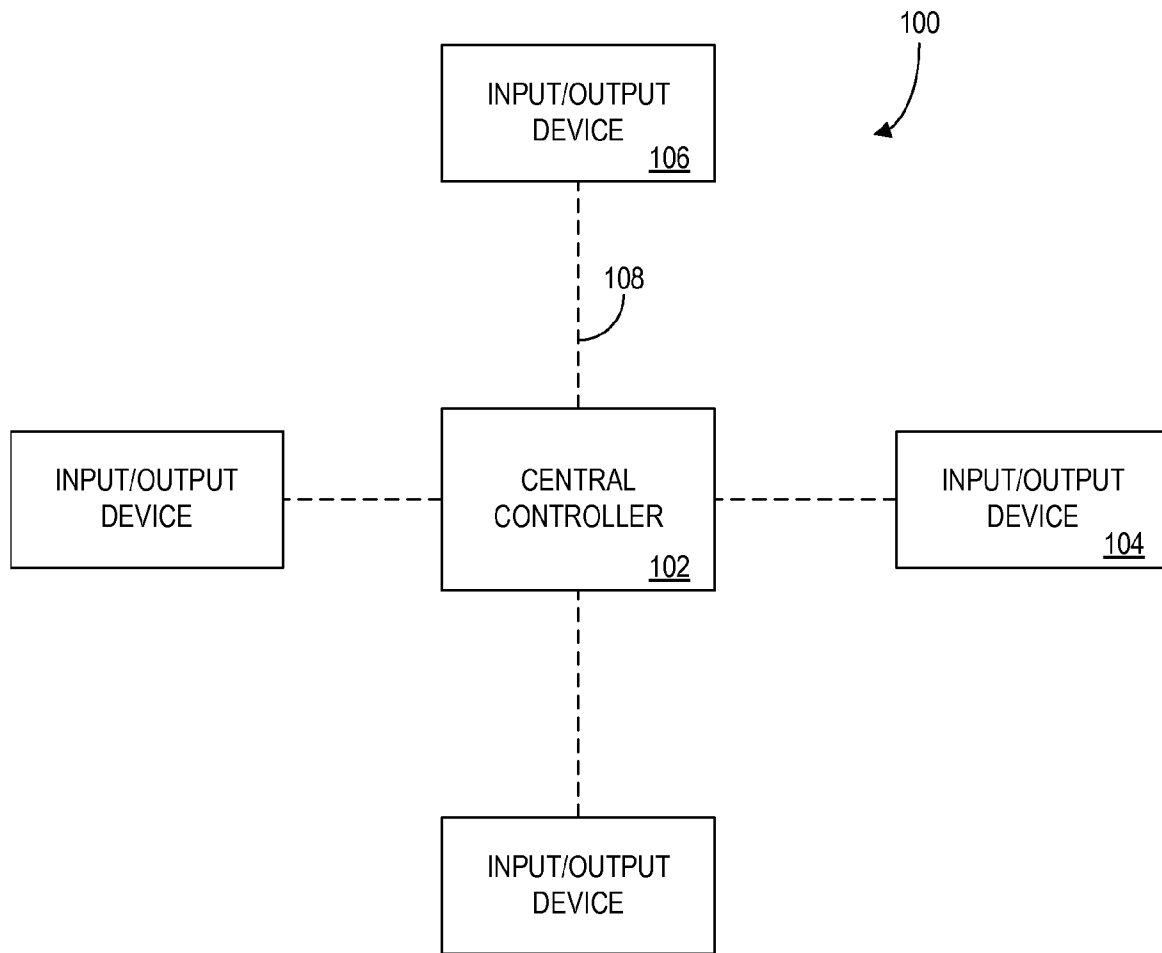 100
INPUT/OUTPUT
DEVICE
106
108
INPUT/OUTPUT
DEVICE
CENTRAL
CONTROLLER
102
INPUT/OUTPUT
DEVICE
104
INPUT/OUTPUT
DEVICE